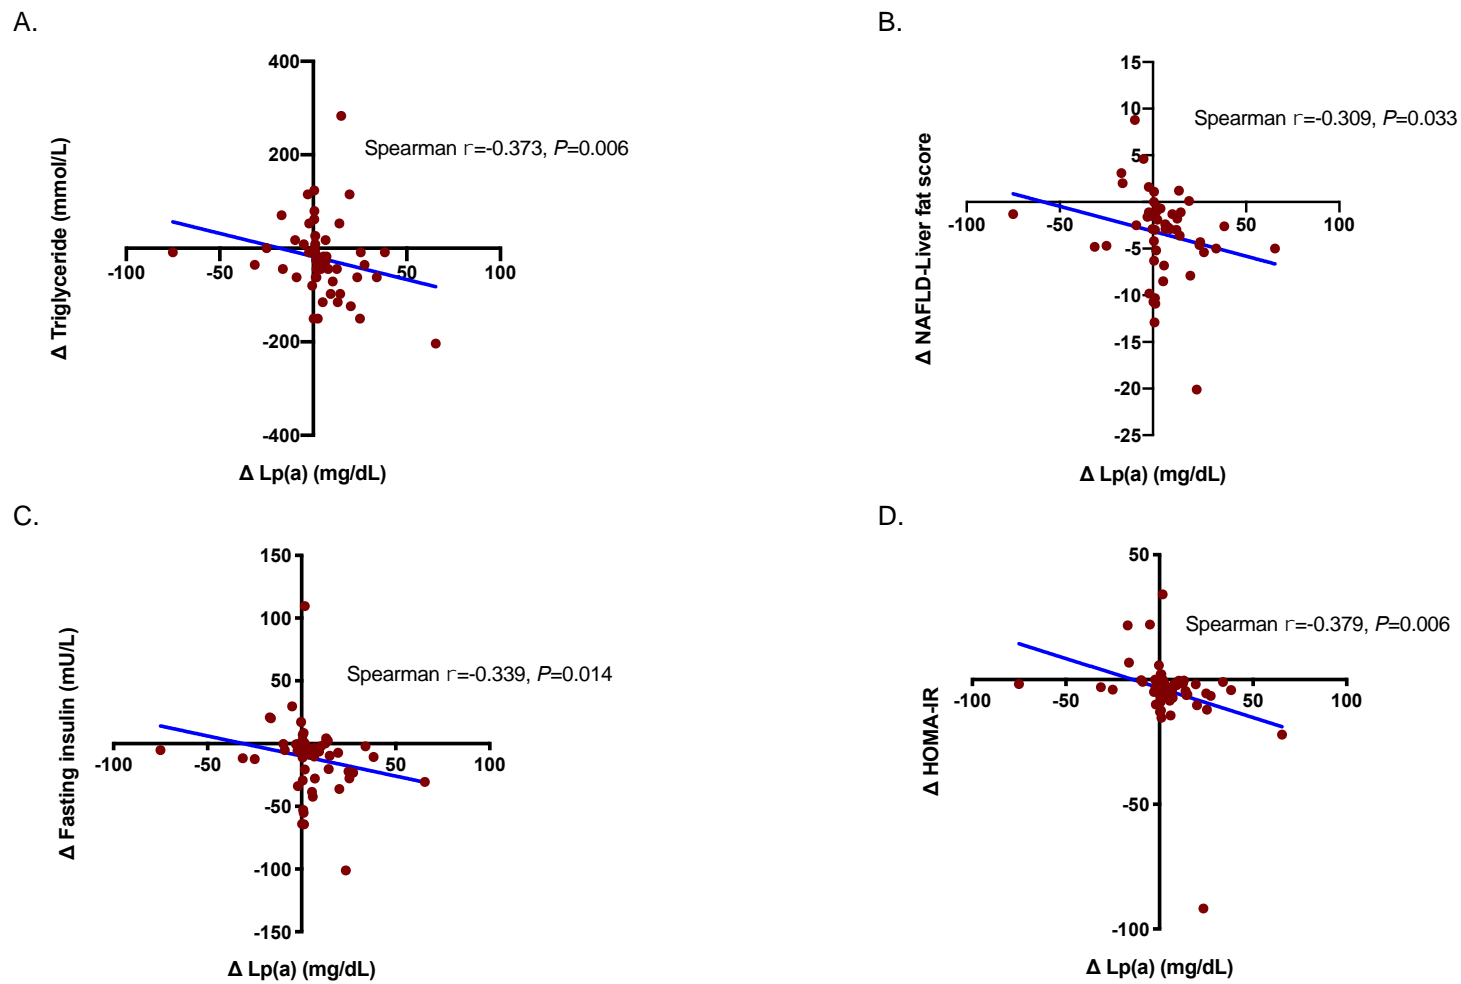 A.
400
200
-200
-400
-100
-50
50
100
Δ Triglyceride (mmol/L)
Spearman r=-0.373, P=0.006
Δ Lp(a) (mg/dL)
B.
15
10
5
-5
-10
-15
-20
-25
-100
-50
50
100
Δ NAFLD-Liver fat score
Spearman r=-0.309, P=0.033
Δ Lp(a) (mg/dL)
C.
150
100
50
-50
-100
-150
-100
-50
50
100
Δ Fasting insulin (mU/L)
Spearman r=-0.339, P=0.014
Δ Lp(a) (mg/dL)
D.
50
-50
-100
-100
-50
50
100
Δ HOMA-IR
Spearman r=-0.379, P=0.006
Δ Lp(a) (mg/dL)